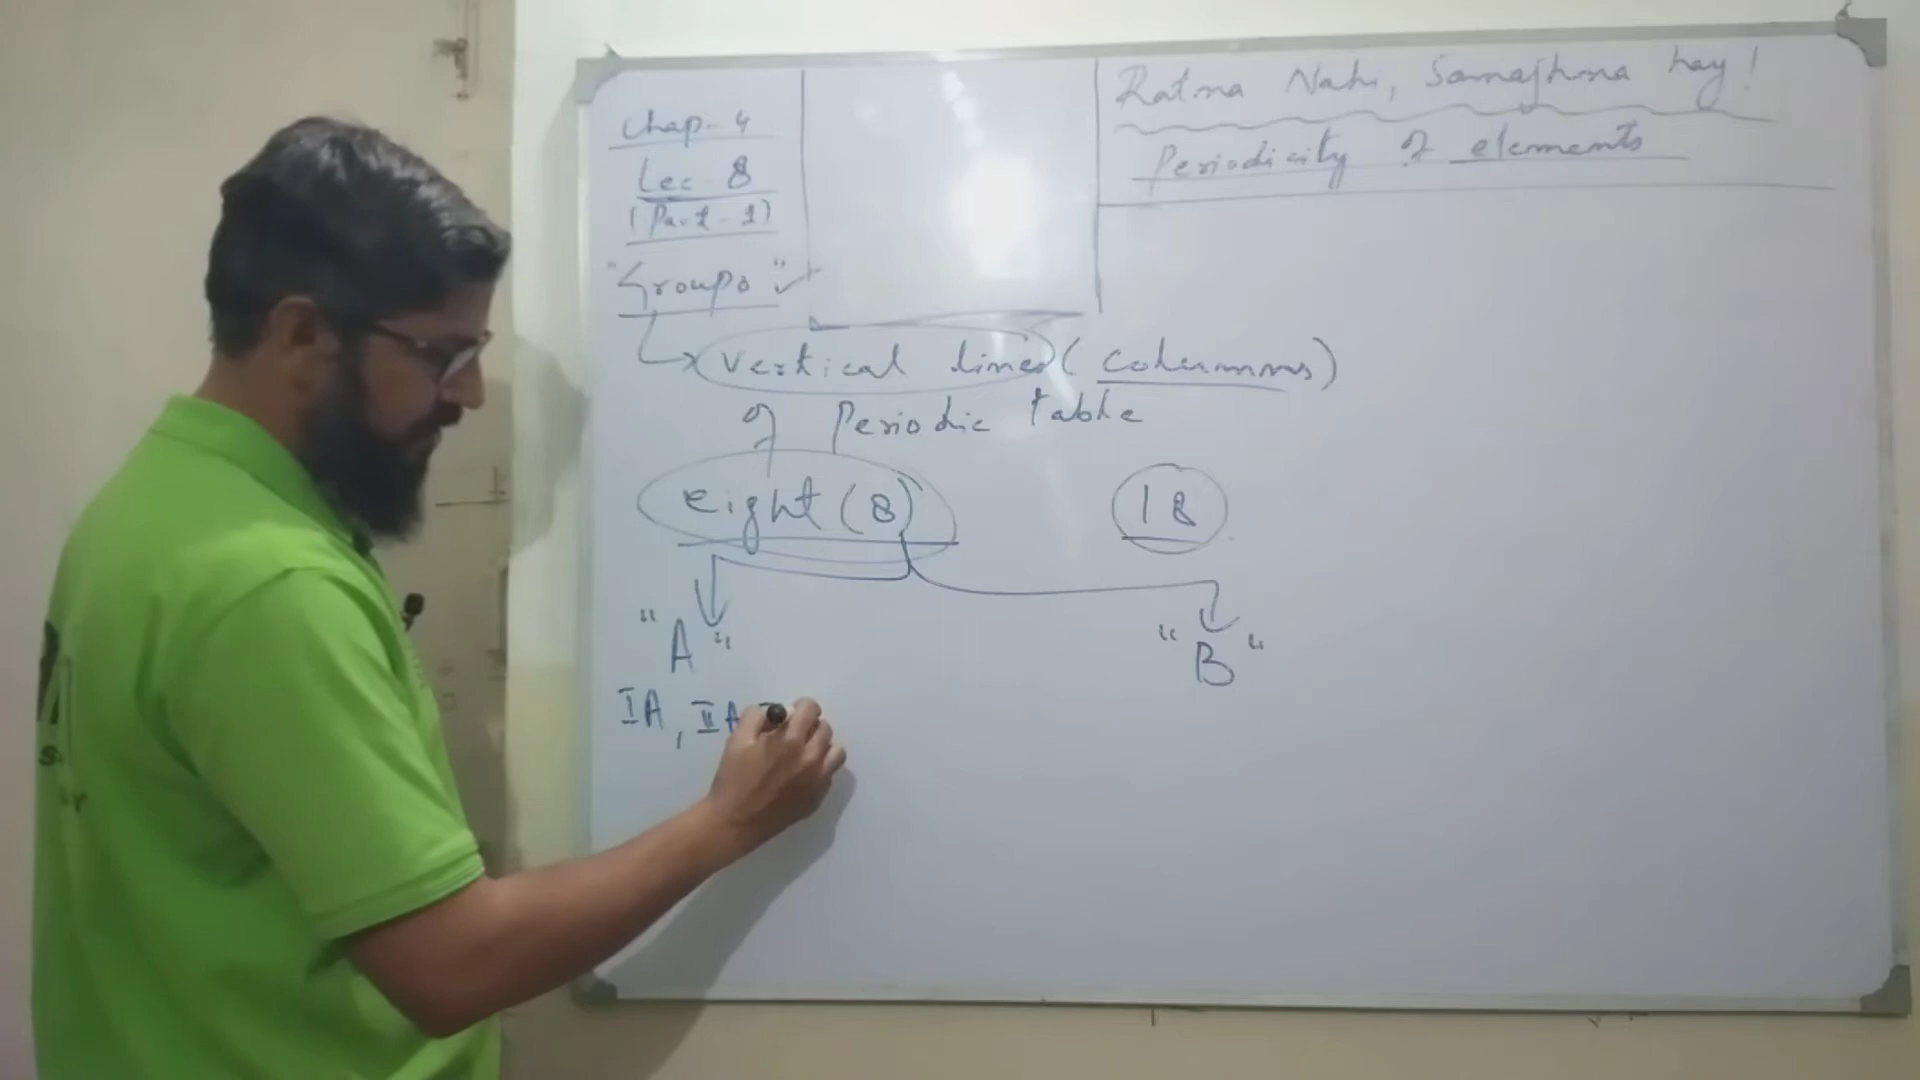 Chap-4
Lec-8
(Part-1)
"Groups"
Ratna Nahi, Samajhna hay!
Periodicity of elements
vertical lines (columns)
of Periodic table
eight (8)
18
"A"
"B"
IA, IIA